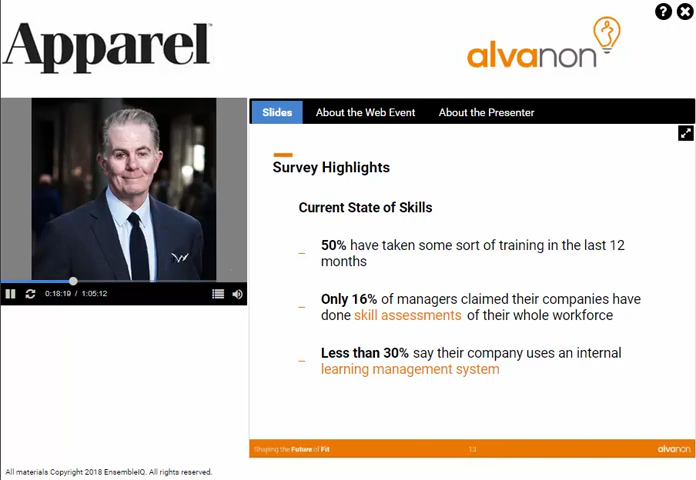 Apparel
alvanon
Slides About the Web Event About the Presenter
Survey Highlights
Current State of Skills
– 50% have taken some sort of training in the last 12
months
– Only 16% of managers claimed their companies have
done skill assessments of their whole workforce
– Less than 30% say their company uses an internal
learning management system
0:18:19 / 1:05:12
Shaping the Future of Fit 13 alvanon
All materials Copyright 2018 EnsembleIQ. All rights reserved.